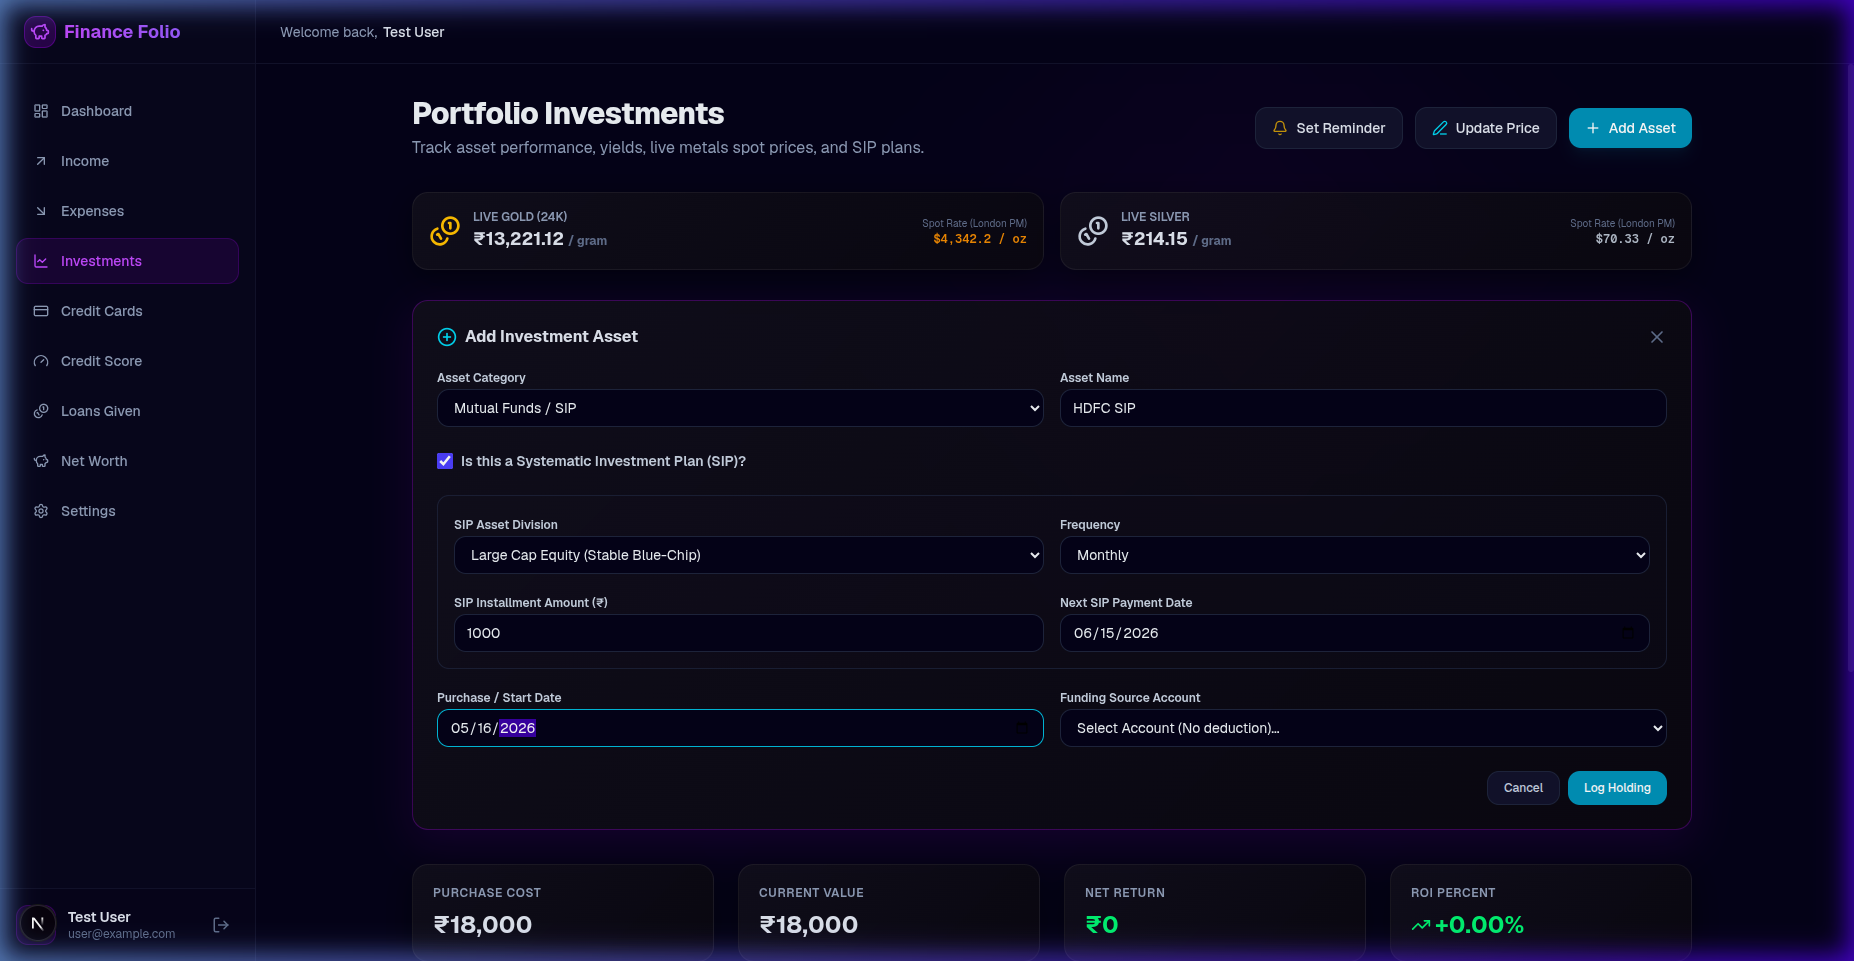 Finance Folio
Welcome back, Test User
Dashboard
Income
Expenses
Investments
Credit Cards
Credit Score
Loans Given
Net Worth
Settings
Portfolio Investments
Track asset performance, yields, live metals spot prices, and SIP plans.
Set Reminder
Update Price
Add Asset
LIVE GOLD (24K)
₹13,221.12 / gram
Spot Rate (London PM)
$4,342.2 / oz
LIVE SILVER
₹214.15 / gram
Spot Rate (London PM)
$70.33 / oz
Add Investment Asset
Asset Category
Mutual Funds / SIP
Asset Name
HDFC SIP
Is this a Systematic Investment Plan (SIP)?
SIP Asset Division
Large Cap Equity (Stable Blue-Chip)
Frequency
Monthly
SIP Installment Amount (₹)
1000
Next SIP Payment Date
06/15/2026
Purchase / Start Date
05/16/2026
Funding Source Account
Select Account (No deduction)...
Cancel
Log Holding
PURCHASE COST
₹18,000
CURRENT VALUE
₹18,000
NET RETURN
₹0
ROI PERCENT
+0.00%
N
Test User
user@example.com